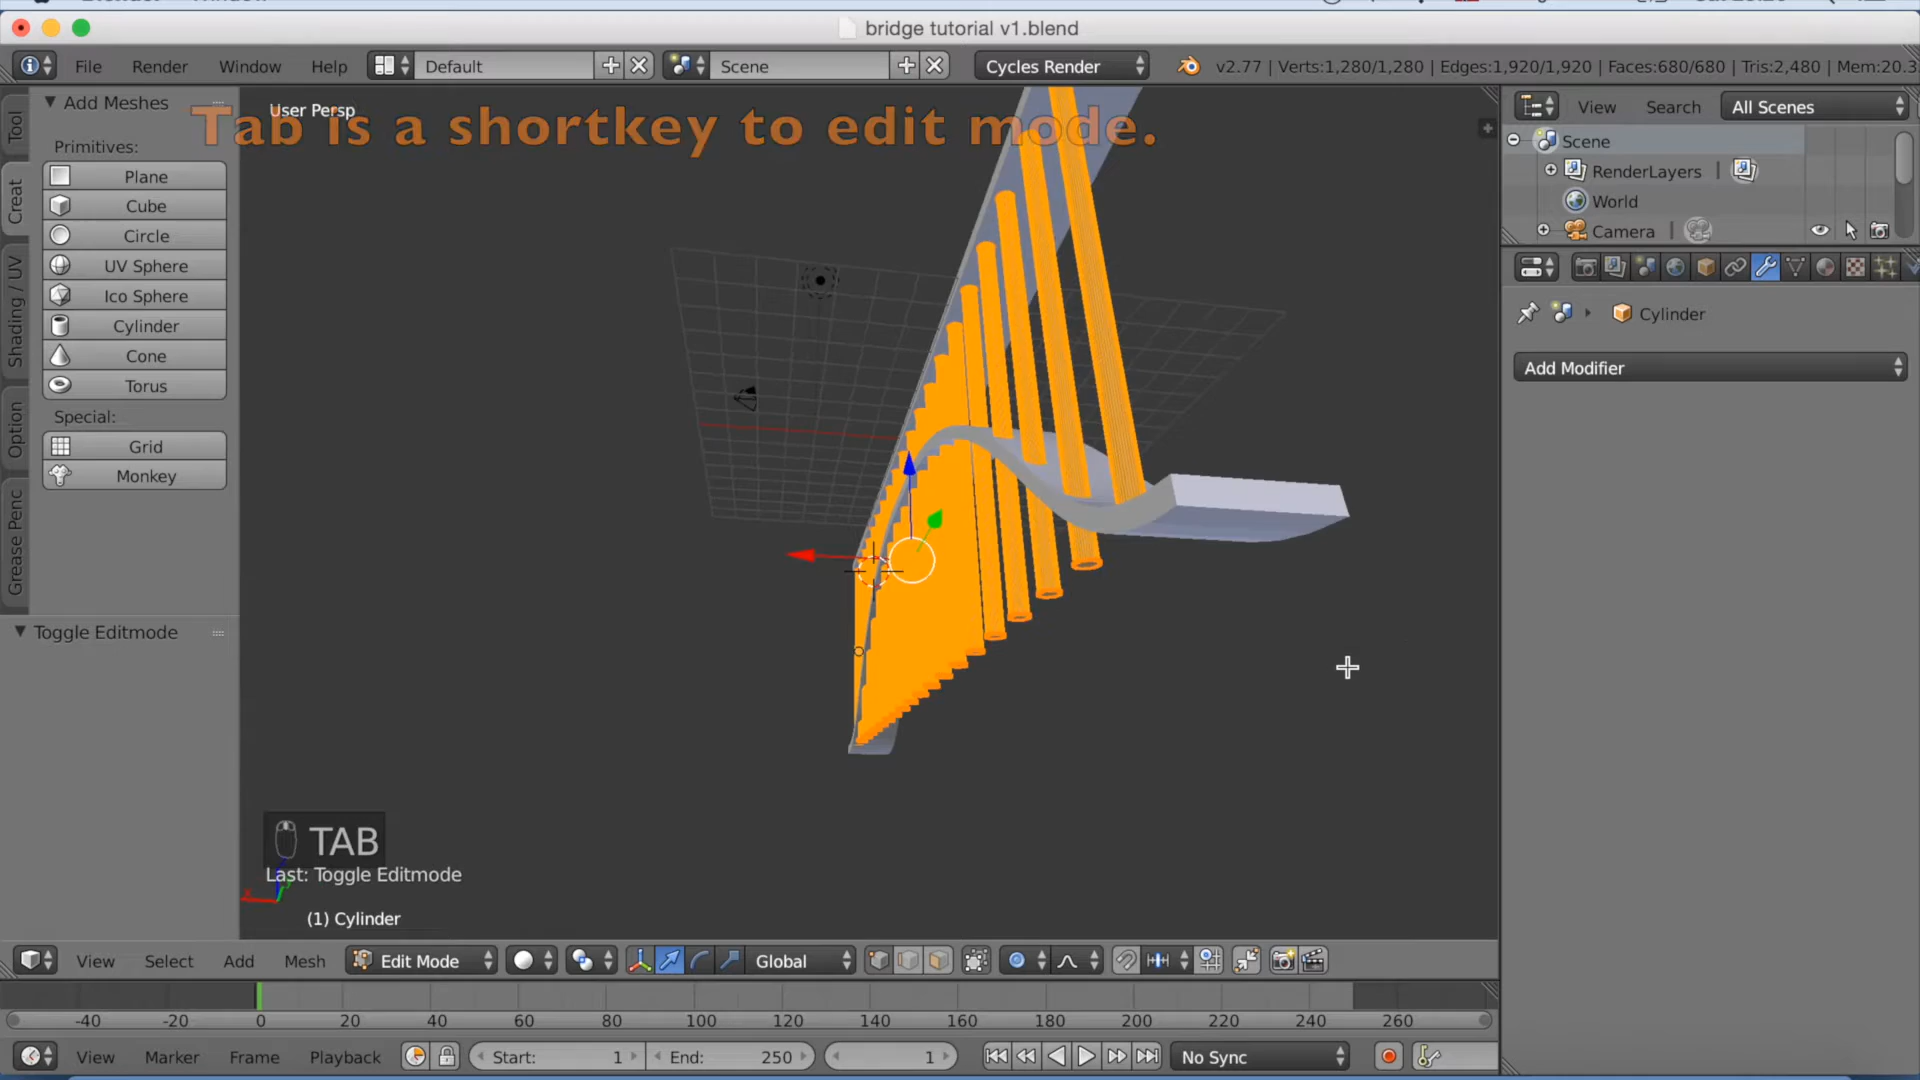 bridge tutorial v1.blend
File Render Window Help Default Scene Cycles Render v2.77 | Verts:1,280/1,280 | Edges:1,920/1,920 | Faces:680/680 | Tris:2,480 | Mem:20.3
Add Meshes
User Persp
Tab is a shortkey to edit mode.
View Search All Scenes
Primitives:
Scene
Plane
RenderLayers
Cube
World
Circle
Camera
UV Sphere
Ico Sphere
Cylinder
Cylinder
Cone
Add Modifier
Torus
Special:
Grid
Monkey
Tool
Creat
Shading / UV
Option
Grease Penc
Toggle Editmode
TAB
Last: Toggle Editmode
(1) Cylinder
View Select Add Mesh Edit Mode Global
-40 -20 0 20 40 60 80 100 120 140 160 180 200 220 240 260
View Marker Frame Playback Start: 1 End: 250 1 No Sync